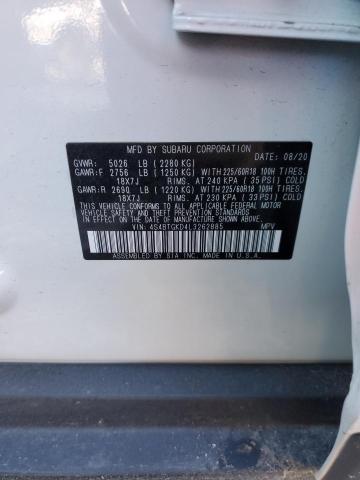 MFD BY SUBARU CORPORATION DATE: 08/20
GVWR: 5026 LB (2280 KG)
GAWR:F 2756 LB (1250 KG) WITH 225/60R18 100H TIRES
18X7J RIMS. AT 240 KPA (35PSI) COLD
GAWR:R 2690 LB (1220 KG) WITH 225/60R18 100H TIRES
18X7J RIMS. AT 230 KPA (33PSI) COLD
THIS VEHICLE CONFORMS TO ALL APPLICABLE FEDERAL MOTOR
VEHICLE SAFETY, BUMPER, AND THEFT PREVENTION STANDARDS
IN EFFECT ON THE DATE OF MANUFACTURE SHOWN ABOVE.
VIN: 4S4BTGKD4L3262885 MPV
ASSEMBLED BY SIA INC. MADE IN U.S.A.